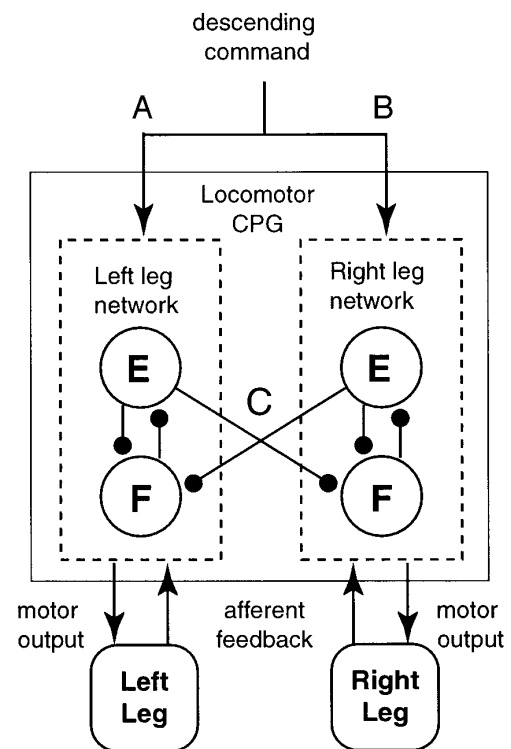 descending
command
A
B
Locomotor
CPG
Left leg
network
Right leg
network
E
E
C
F
F
motor
output
afferent
feedback
motor
output
Left
Leg
Right
Leg